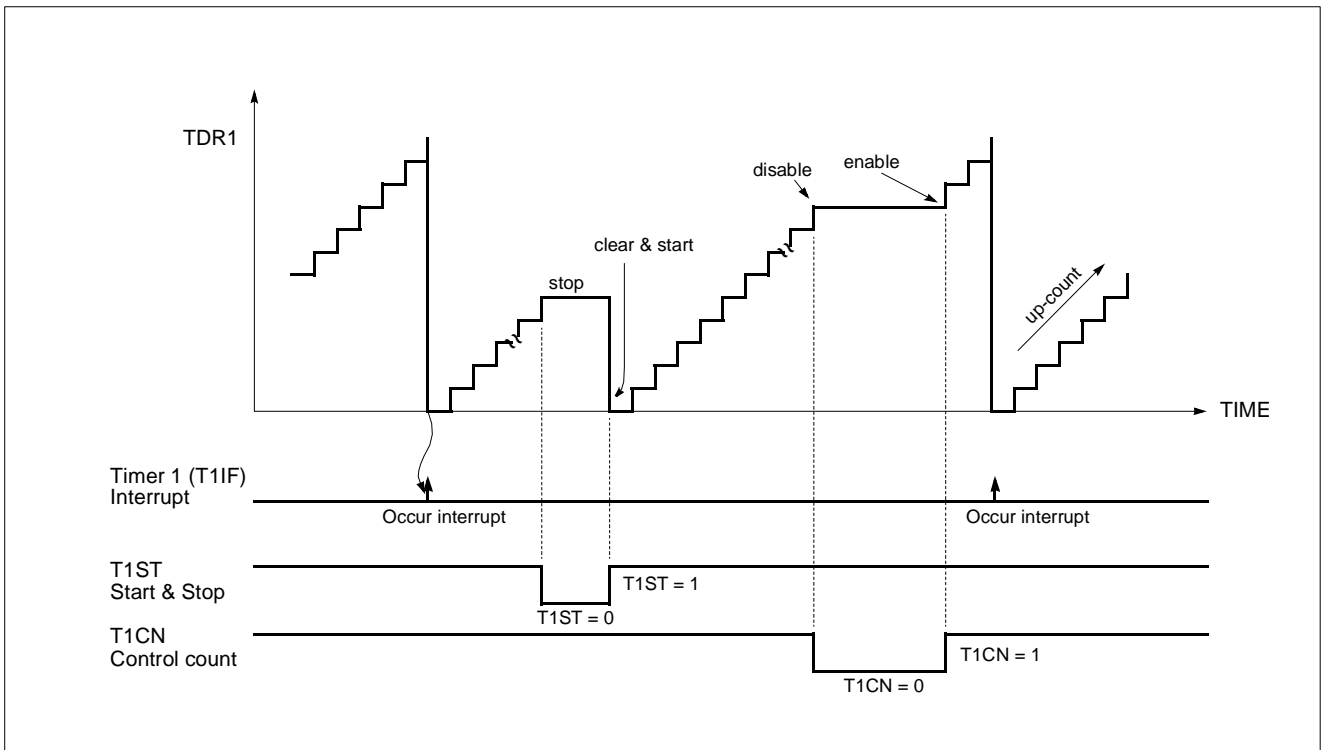 TDR1
disable
enable
clear & start
stop
up-count
TIME
Timer 1 (T1IF)
Interrupt
Occur interrupt
Occur interrupt
T1ST
Start & Stop
T1ST = 1
T1ST = 0
T1CN
Control count
T1CN = 1
T1CN = 0